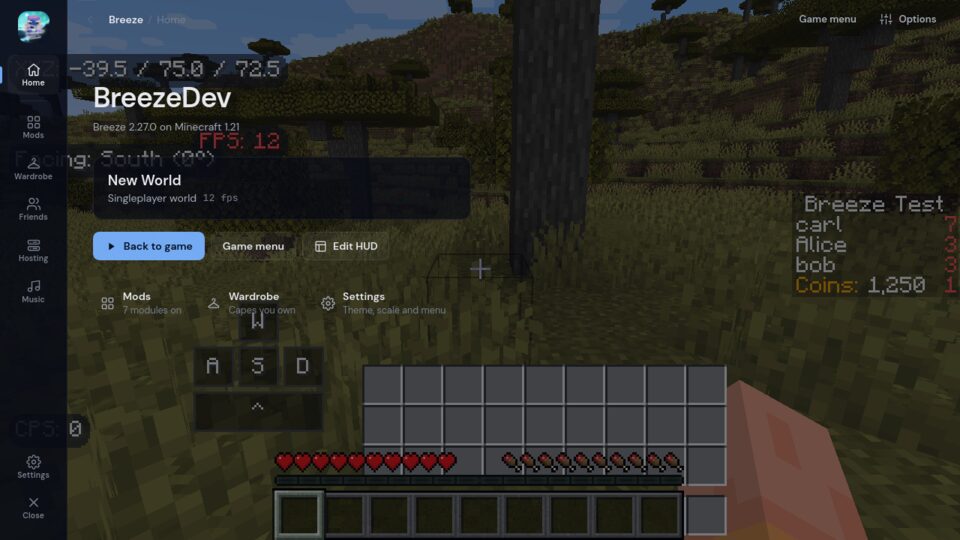 Breeze / Home
Game menu
Options
-39.5 / 75.0 / 72.5
Home
BreezeDev
Breeze 2.27.0 on Minecraft 1.21
Mods
FPS: 12
Facing: South (0°)
Wardrobe
New World
Singleplayer world 12 fps
Friends
Breeze Test
carl 7
Alice 3
bob 3
Coins: 1,250 1
Hosting
Back to game
Game menu
Edit HUD
Music
Mods
7 modules on
Wardrobe
Capes you own
Settings
Theme, scale and menu
W
A S D
CPS: 0
Settings
Close